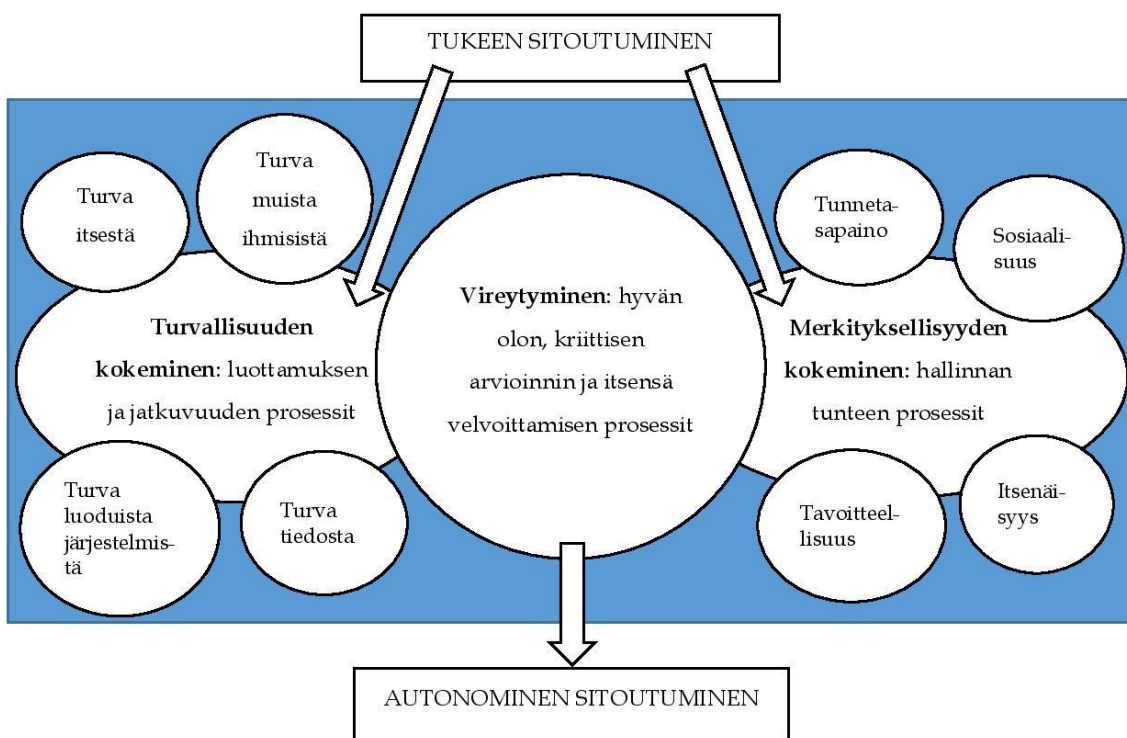 TUKEEN SITOUTUMINEN
Turva
itsestä
Turva
muista
ihmisistä
Turvallisuuden
kokeminen: luottamuksen
ja jatkuvuuden prosessit
Turva
luoduista
järjestelmis-
tä
Turva
tiedosta
Vireytyminen: hyvän
olon, kriittisen
arvioinnin ja itsensä
velvoittamisen prosessit
Tunneta-
sapaino
Sosiaali-
suus
Merkityksellisyyden
kokeminen: hallinnan
tunteen prosessit
Tavoitteel-
lisuus
Itsenäi-
syys
AUTONOMINEN SITOUTUMINEN